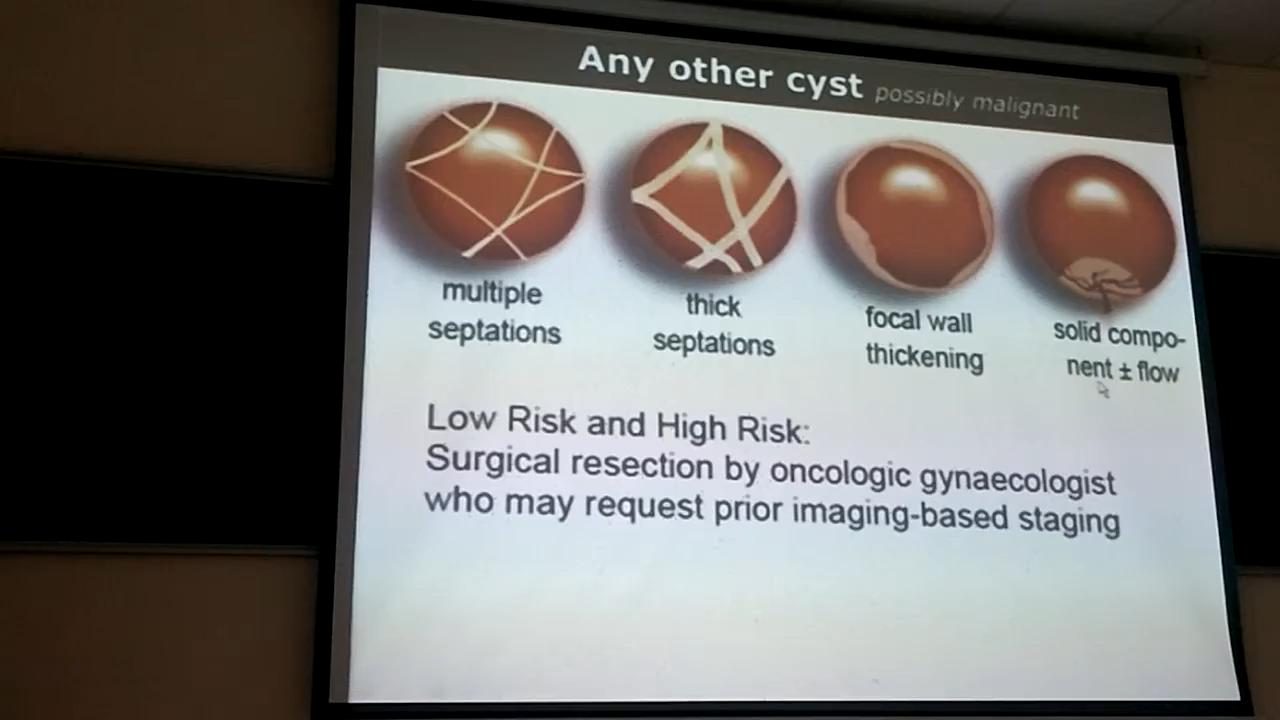 Any other cyst possibly malignant
multiple
septations
thick
septations
focal wall
thickening
solid compo-
nent ± flow
Low Risk and High Risk:
Surgical resection by oncologic gynaecologist
who may request prior imaging-based staging